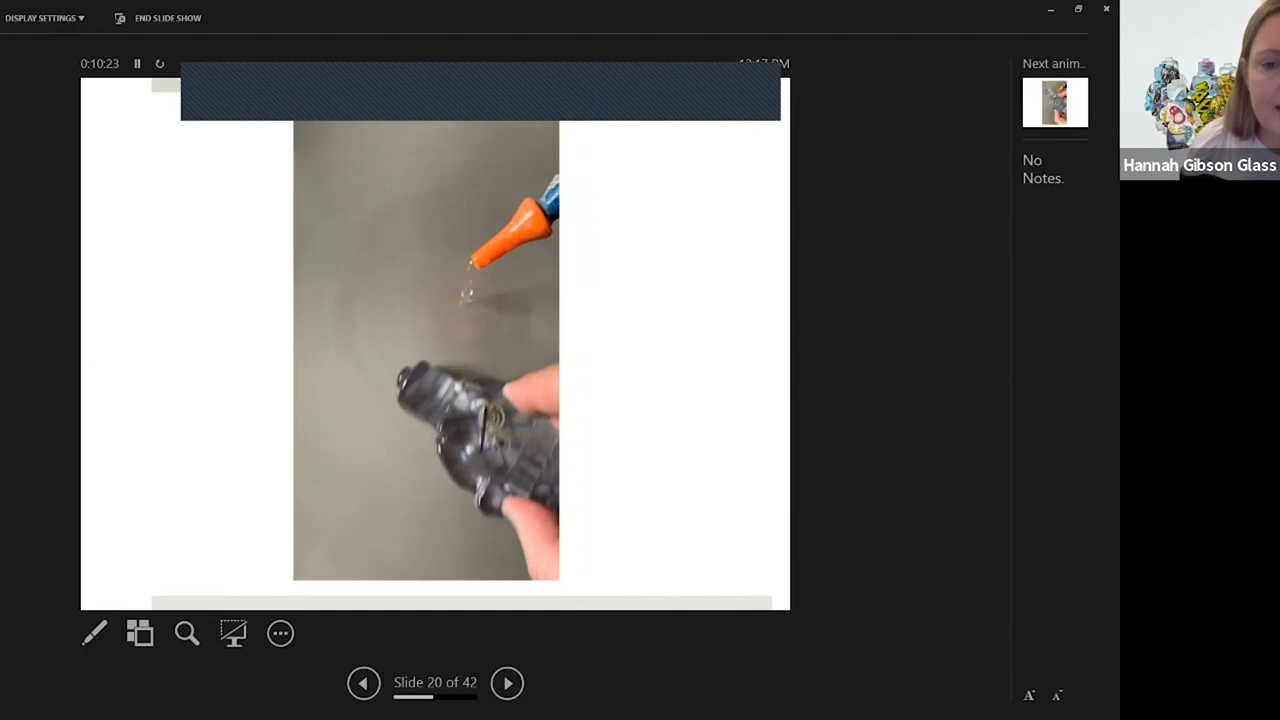 DISPLAY SETTINGS ▼
END SLIDE SHOW
0:10:23
Next anim..
Hannah Gibson Glass
No
Notes.
Slide 20 of 42
A
A